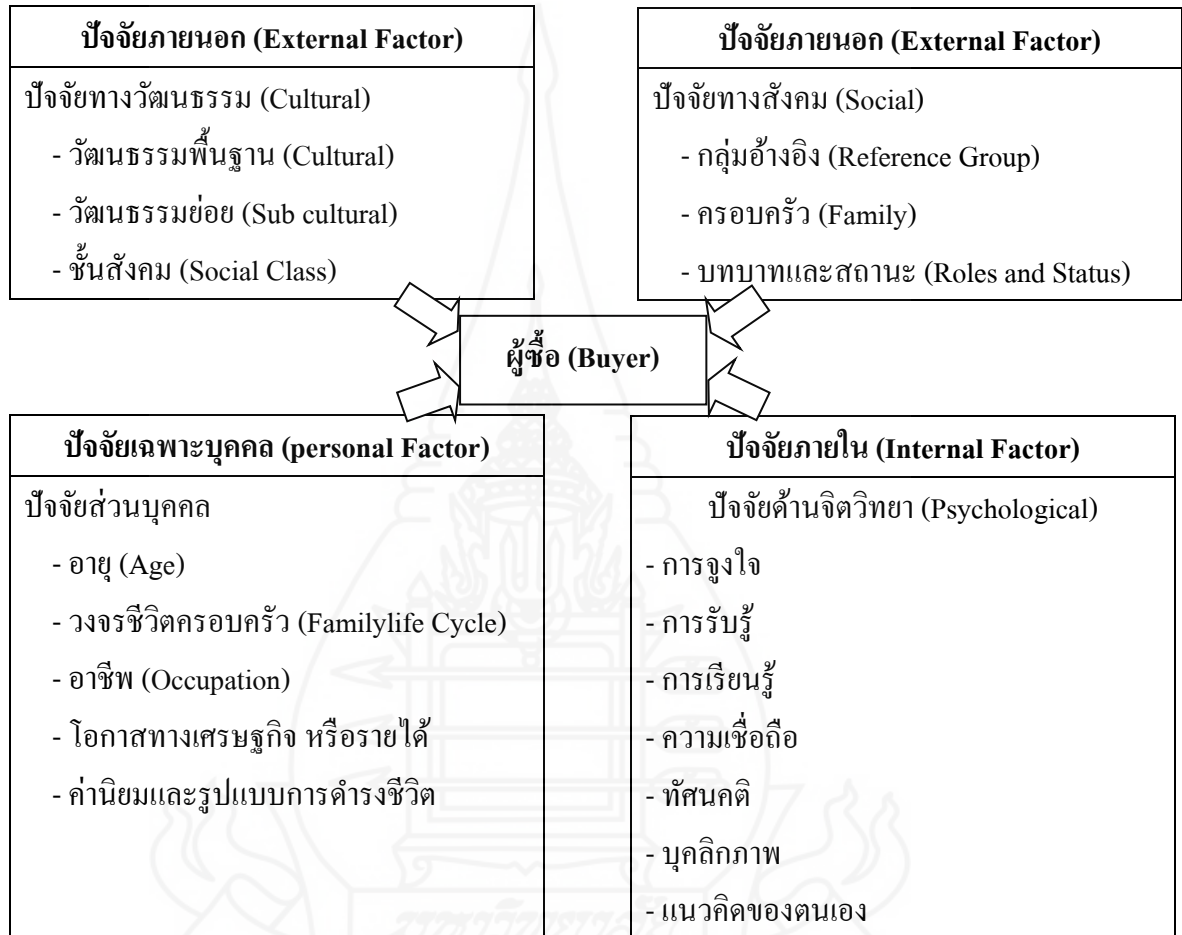 ปัจจัยภายนอก (External Factor)
ปัจจัยทางวัฒนธรรม (Cultural)
- วัฒนธรรมพื้นฐาน (Cultural)
- วัฒนธรรมย่อย (Sub cultural)
- ชั้นสังคม (Social Class)
ปัจจัยภายนอก (External Factor)
ปัจจัยทางสังคม (Social)
- กลุ่มอ้างอิง (Reference Group)
- ครอบครัว (Family)
- บทบาทและสถานะ (Roles and Status)
ผู้ซื้อ (Buyer)
ปัจจัยเฉพาะบุคคล (personal Factor)
ปัจจัยส่วนบุคคล
- อายุ (Age)
- วงจรชีวิตครอบครัว (Familylife Cycle)
- อาชีพ (Occupation)
- โอกาสทางเศรษฐกิจ หรือรายได้
- ค่านิยมและรูปแบบการดำรงชีวิต
ปัจจัยภายใน (Internal Factor)
ปัจจัยด้านจิตวิทยา (Psychological)
- การจูงใจ
- การรับรู้
- การเรียนรู้
- ความเชื่อถือ
- ทัศนคติ
- บุคลิกภาพ
- แนวคิดของตนเอง